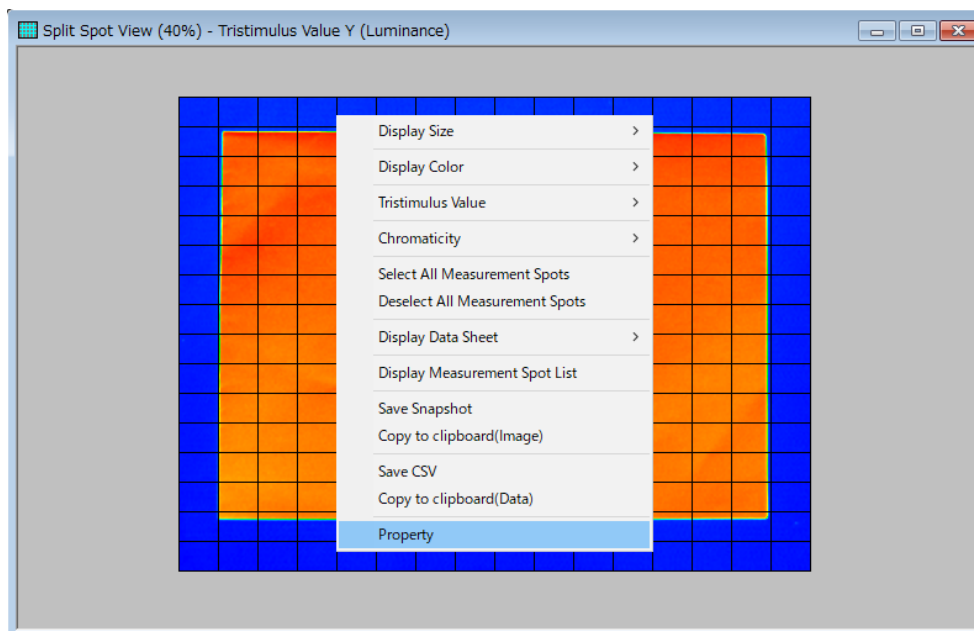 Split Spot View (40%) - Tristimulus Value Y (Luminance)
Display Size
Display Color
Tristimulus Value
Chromaticity
Select All Measurement Spots
Deselect All Measurement Spots
Display Data Sheet
Display Measurement Spot List
Save Snapshot
Copy to clipboard(Image)
Save CSV
Copy to clipboard(Data)
Property